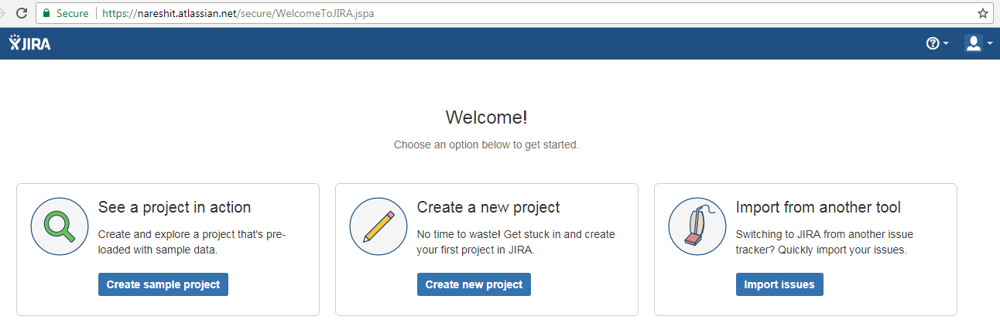 Secure https://nareshit.atlassian.net/secure/WelcomeToJIRA.jspa
JIRA
Welcome!
Choose an option below to get started.
See a project in action
Create and explore a project that's pre-
loaded with sample data.
Create sample project
Create a new project
No time to waste! Get stuck in and create
your first project in JIRA.
Create new project
Import from another tool
Switching to JIRA from another issue
tracker? Quickly import your issues.
Import issues